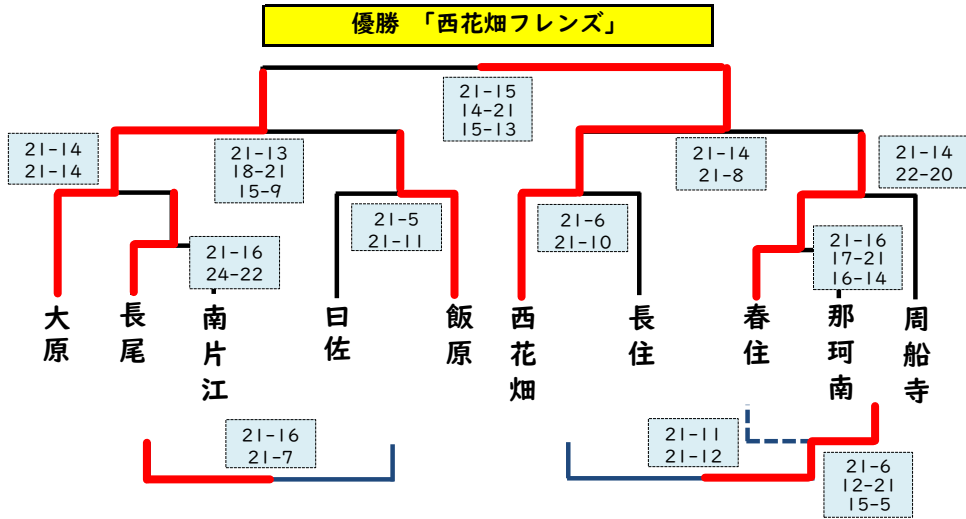 優勝 「西花畑フレンズ」
21-15
14-21
15-13
21-14
21-14
21-13
18-21
15-9
21-14
21-8
21-14
22-20
21-16
24-22
21-5
21-11
21-6
21-10
21-16
17-21
16-14
大原
長尾
南片江
曰佐
飯原
西花畑
長住
春住
那珂南
周船寺
21-16
21-7
21-11
21-12
21-6
12-21
15-5